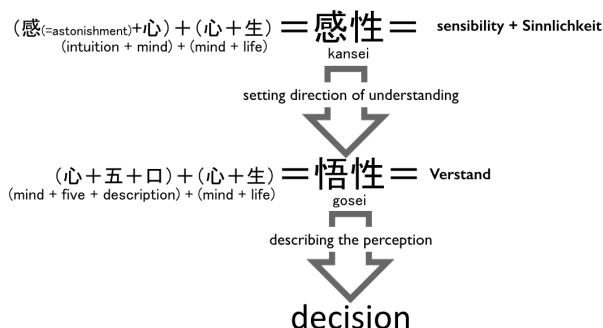 (感(=astonishment)+心)+(心+生)=感性= sensibility + Sinnlichkeit
(intuition + mind) + (mind + life)
kansei
setting direction of understanding
(心+五+口)+(心+生)=悟性= Verstand
(mind + five + description) + (mind + life)
gosei
describing the perception
decision